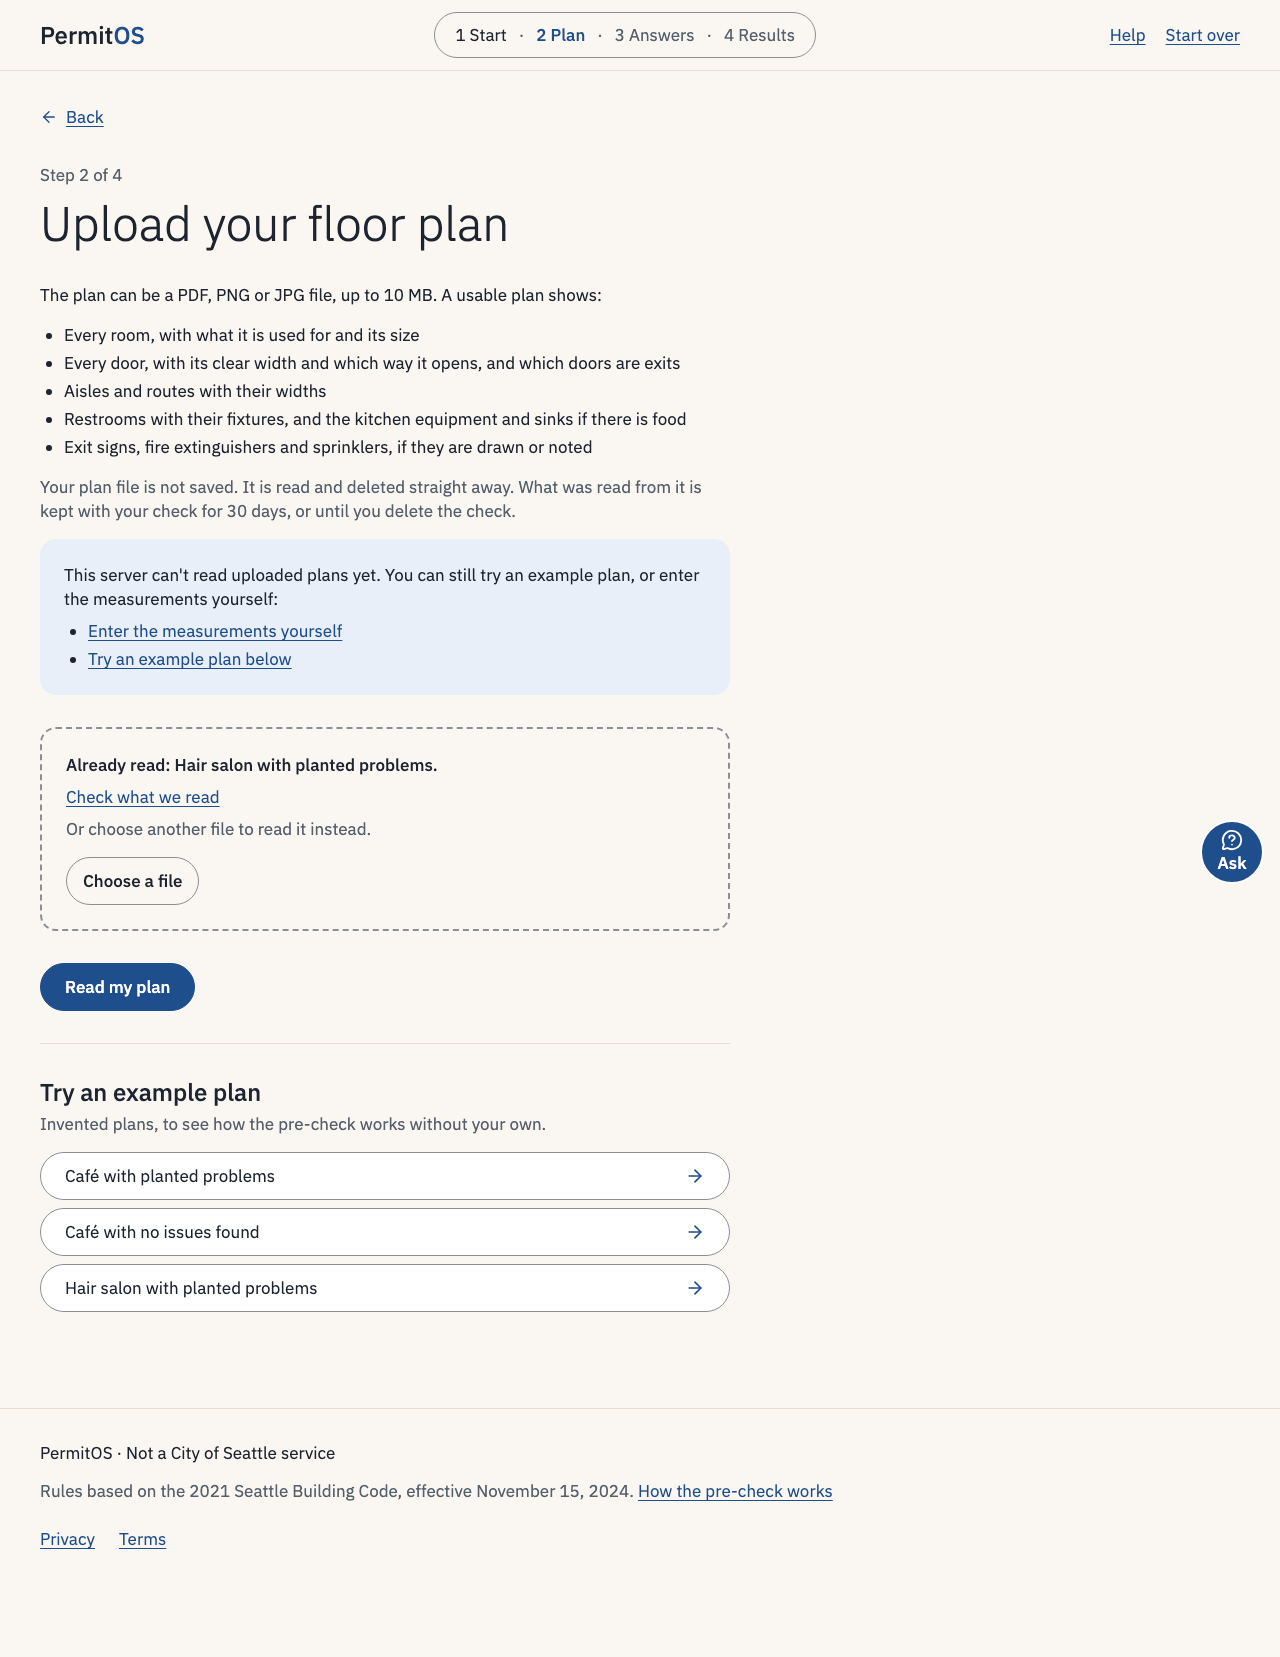 PermitOS
1 Start · 2 Plan · 3 Answers · 4 Results
Help
Start over
Back
Step 2 of 4
Upload your floor plan
The plan can be a PDF, PNG or JPG file, up to 10 MB. A usable plan shows:
Every room, with what it is used for and its size
Every door, with its clear width and which way it opens, and which doors are exits
Aisles and routes with their widths
Restrooms with their fixtures, and the kitchen equipment and sinks if there is food
Exit signs, fire extinguishers and sprinklers, if they are drawn or noted
Your plan file is not saved. It is read and deleted straight away. What was read from it is
kept with your check for 30 days, or until you delete the check.
This server can't read uploaded plans yet. You can still try an example plan, or enter
the measurements yourself:
Enter the measurements yourself
Try an example plan below
Already read: Hair salon with planted problems.
Check what we read
Or choose another file to read it instead.
Choose a file
Ask
Read my plan
Try an example plan
Invented plans, to see how the pre-check works without your own.
Café with planted problems
Café with no issues found
Hair salon with planted problems
PermitOS · Not a City of Seattle service
Rules based on the 2021 Seattle Building Code, effective November 15, 2024. How the pre-check works
Privacy
Terms